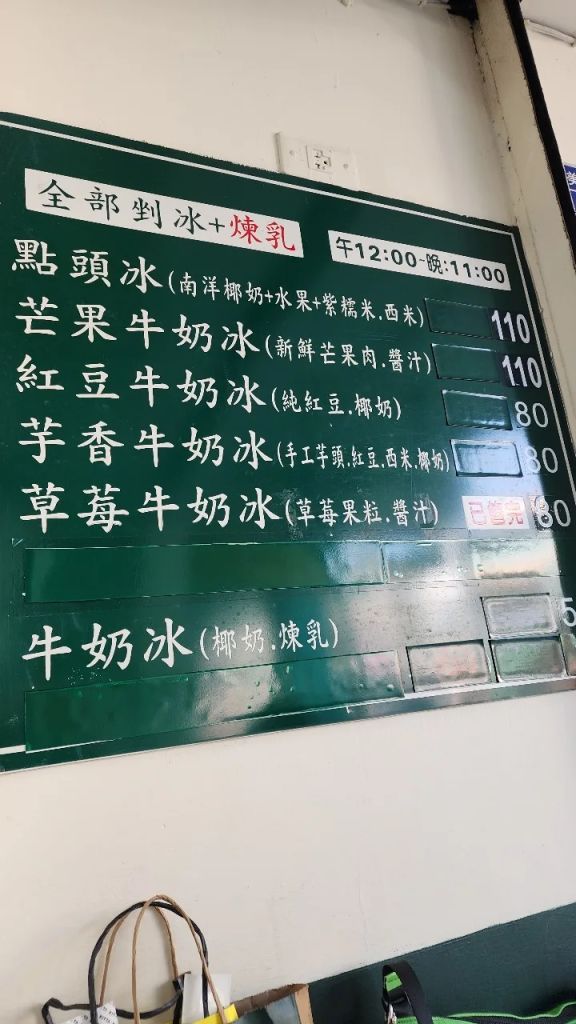 全部剉冰+煉乳
午12:00~晚:11:00
點頭冰(南洋椰奶+水果+紫糯米.西米) 110
芒果牛奶冰(新鮮芒果肉.醬汁) 110
紅豆牛奶冰(純紅豆.椰奶) 80
芋香牛奶冰(手工芋頭.紅豆.西米.椰奶) 80
草莓牛奶冰(草莓果粒.醬汁) 已售完 80
牛奶冰(椰奶.煉乳) 5